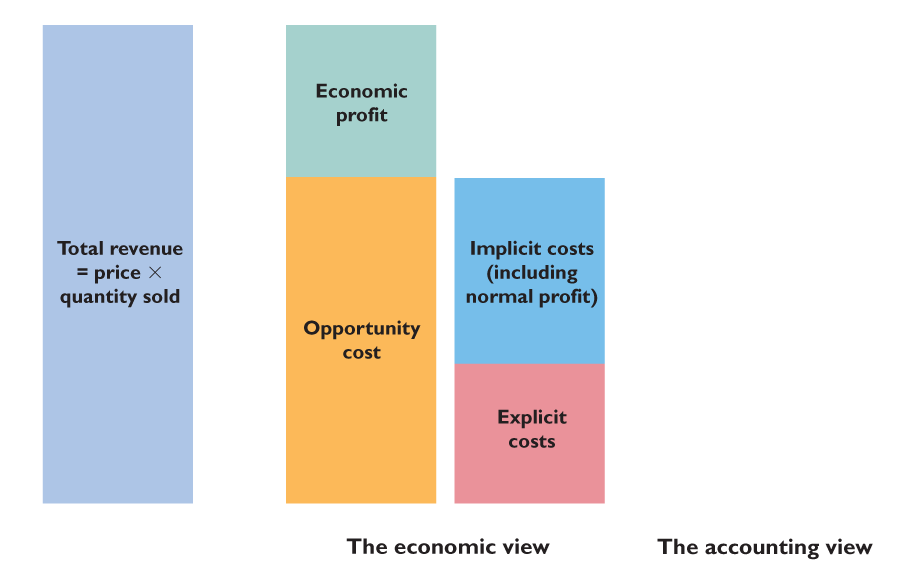 Economic
profit
Total revenue
= price ×
quantity sold
Implicit costs
(including
normal profit)
Opportunity
cost
Explicit
costs
The economic view
The accounting view